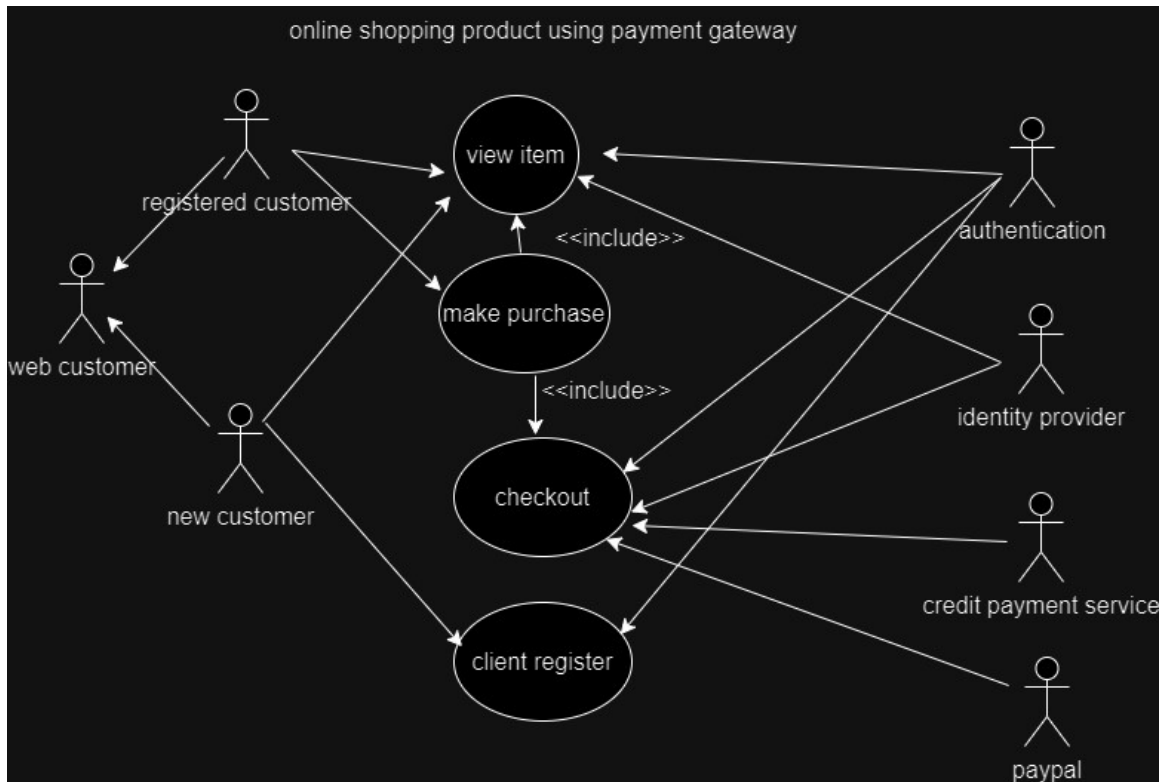 online shopping product using payment gateway
view item
registered customer
authentication
<<include>>
make purchase
web customer
<<include>>
identity provider
checkout
new customer
credit payment service
client register
paypal